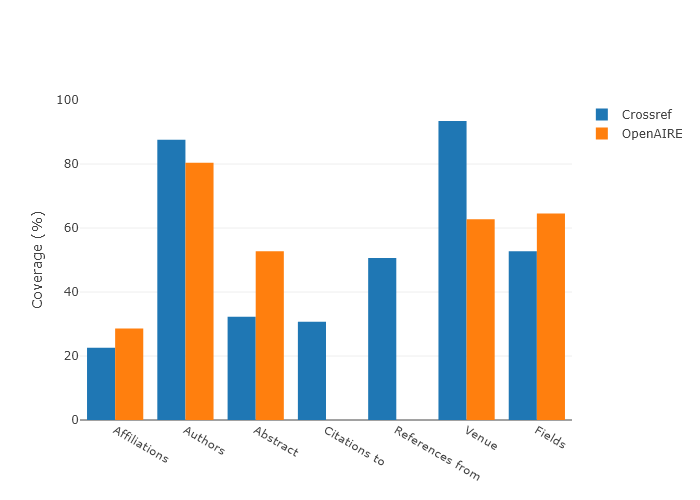 100
80
60
40
20
0
Coverage (%)
Affiliations
Authors
Abstract
Citations to
References from
Venue
Fields
Crossref
OpenAIRE